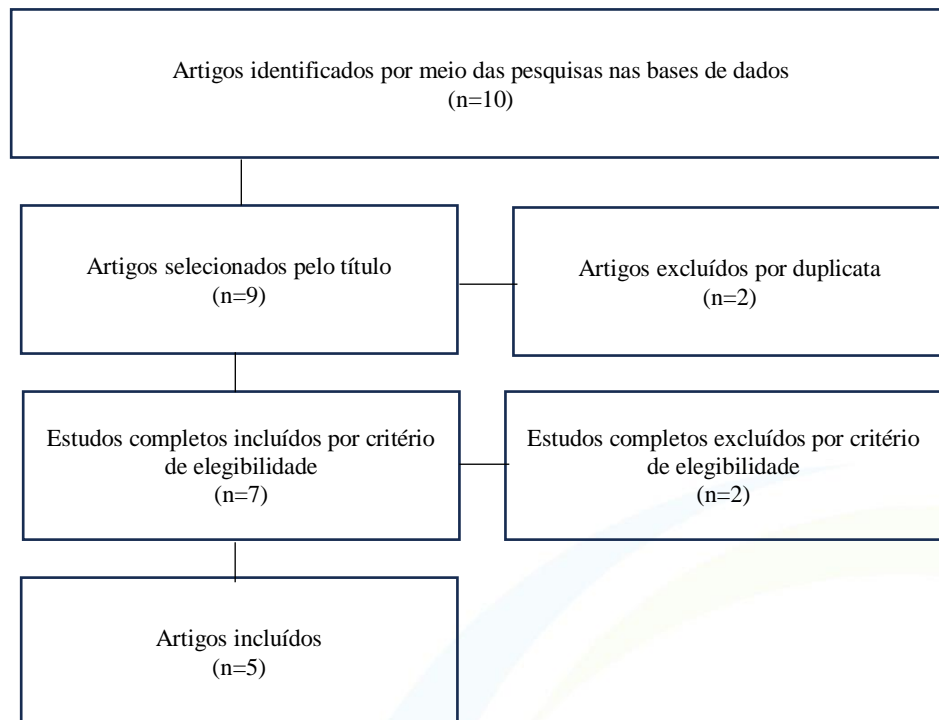 Artigos identificados por meio das pesquisas nas bases de dados
(n=10)
Artigos selecionados pelo título
(n=9)
Artigos excluídos por duplicata
(n=2)
Estudos completos incluídos por critério
de elegibilidade
(n=7)
Estudos completos excluídos por critério
de elegibilidade
(n=2)
Artigos incluídos
(n=5)